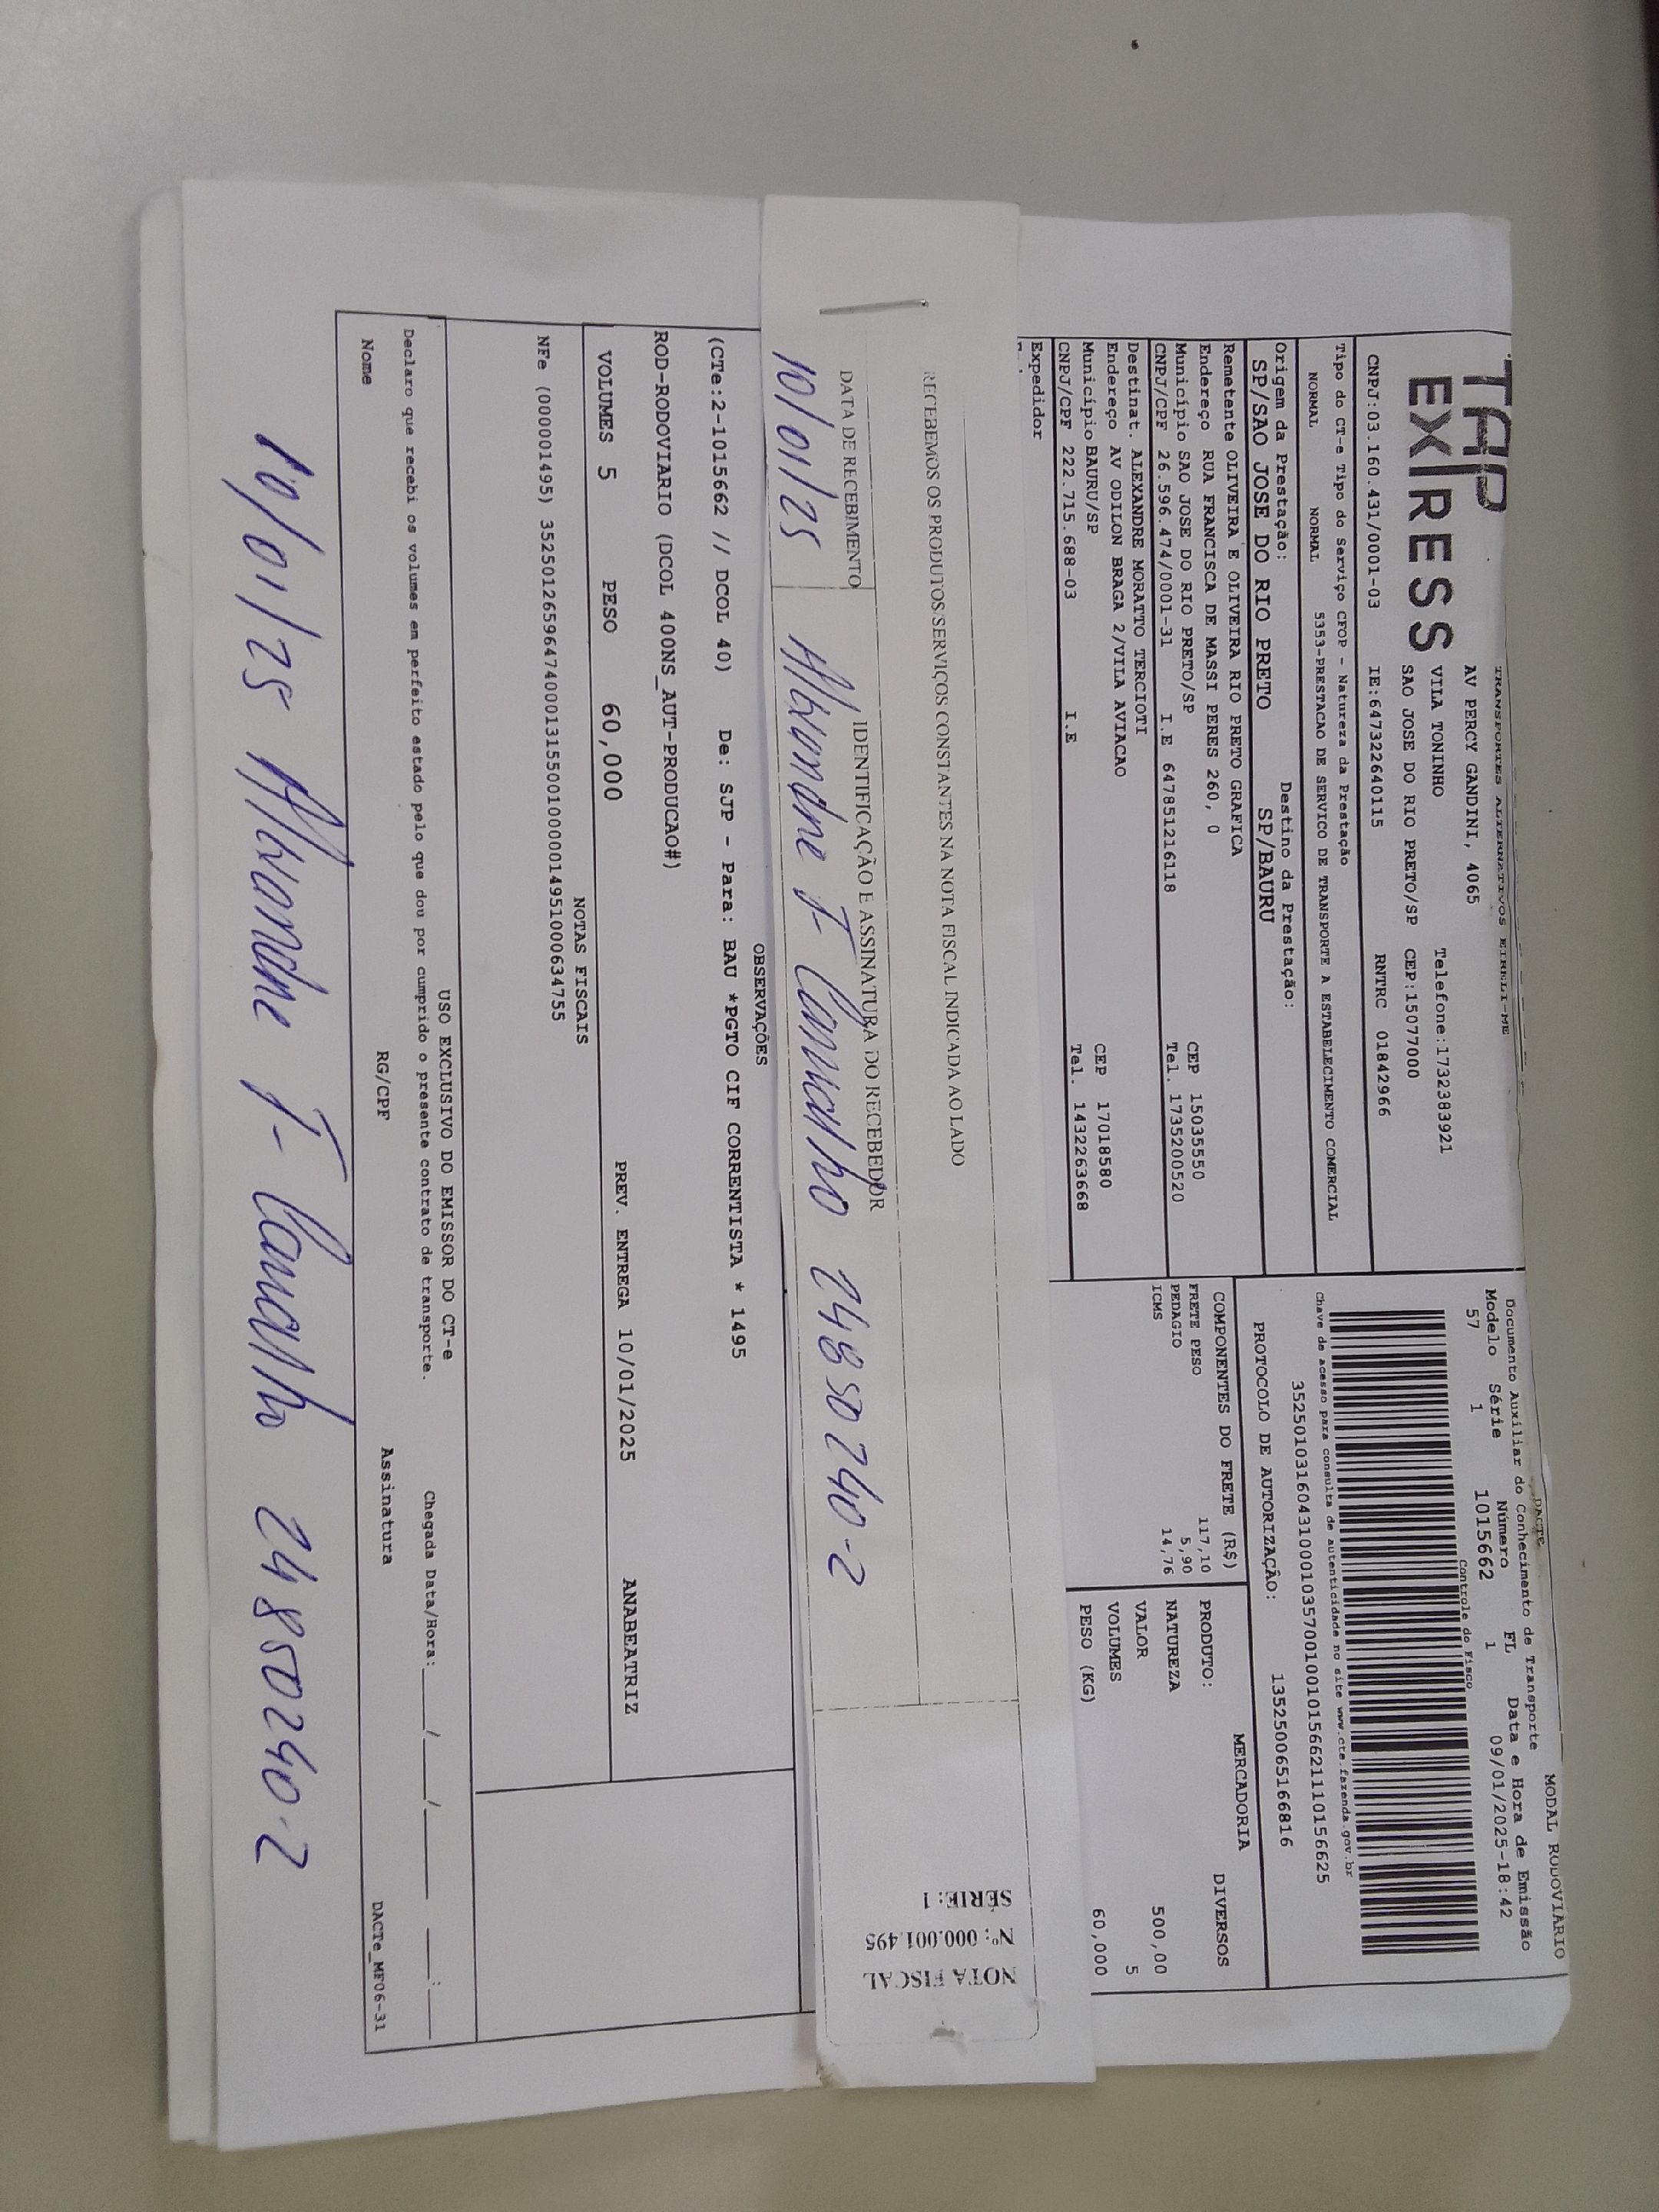 TAP
EXPRESS
TRANSPORTES ALTERNATIVOS EIRELI-ME
AV PERCY GANDINI, 4065
VILA TONINHO Telefone:1732383921
SAO JOSE DO RIO PRETO/SP CEP:15077000
CNPJ:03.160.431/0001-03 IE:647322640115 RNTRC 01842966
Tipo do CT-e Tipo do Serviço CFOP - Natureza da Prestação
NORMAL NORMAL 5353-PRESTACAO DE SERVICO DE TRANSPORTE A ESTABELECIMENTO COMERCIAL
Origem da Prestação: Destino da Prestação:
SP/SAO JOSE DO RIO PRETO SP/BAURU
Remetente OLIVEIRA E OLIVEIRA RIO PRETO GRAFICA
Endereço RUA FRANCISCA DE MASSI PERES 260, 0
Município SAO JOSE DO RIO PRETO/SP CEP 15035550
CNPJ/CPF 26.596.474/0001-31 I.E 647851216118 Tel. 1735200520
Destinat. ALEXANDRE MORATTO TERCIOTI
Endereço AV ODILON BRAGA 2/VILA AVIACAO
Município BAURU/SP CEP 17018580
CNPJ/CPF 222.715.688-03 I.E Tel. 1432263668
Expedidor
DACTE MODAL RODOVIARIO
Documento Auxiliar do Conhecimento de Transporte
Modelo Série Número FL Data e Hora de Emissão
57 1 1015662 1 09/01/2025-18:42
Controle do Fisco
Chave de acesso para consulta de autenticidade no site www.cte.fazenda.gov.br
35250103160431000103570010010156621110156625
PROTOCOLO DE AUTORIZAÇÃO: 135250065166816
COMPONENTES DO FRETE (R$)
FRETE PESO 117,10
PEDAGIO 5,90
ICMS 14,76
MERCADORIA
PRODUTO: DIVERSOS
NATUREZA
VALOR 500,00
VOLUMES 5
PESO (KG) 60,000
RECEBEMOS OS PRODUTOS/SERVIÇOS CONSTANTES NA NOTA FISCAL INDICADA AO LADO
DATA DE RECEBIMENTO IDENTIFICAÇÃO E ASSINATURA DO RECEBEDOR
10/01/25 Alexandre T. Carvalho 24850240-2
NOTA FISCAL
Nº: 000.001.495
SÉRIE: 1
OBSERVAÇÕES
(CTe:2-1015662 // DCOL 40) De: SJP - Para: BAU *PGTO CIF CORRENTISTA * 1495
ROD-RODOVIARIO (DCOL 400NS_AUT-PRODUCAO#)
VOLUMES 5 PESO 60,000 PREV. ENTREGA 10/01/2025 ANABEATRIZ
NOTAS FISCAIS
NFe (000001495) 35250126596474000131550010000014951000634755
USO EXCLUSIVO DO EMISSOR DO CT-e
Declaro que recebi os volumes em perfeito estado pelo que dou por cumprido o presente contrato de transporte. Chegada Data/Hora:____/____/____ __:__
Nome RG/CPF Assinatura DACTe_MF06-31
10/01/25 Alexandre T. Carvalho 24850240-2